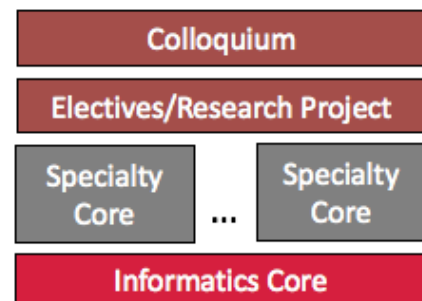 Colloquium
Electives/Research Project
Specialty Core
...
Specialty Core
Informatics Core